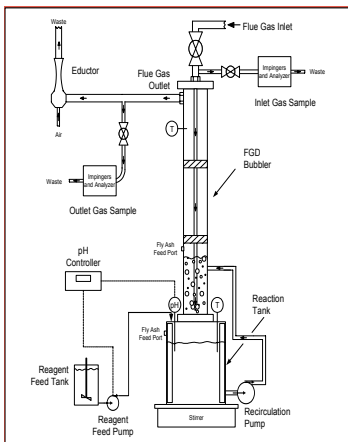 Waste
Flue Gas Inlet
Eductor
Flue Gas
Outlet
Impingers
and Analyzer
Waste
Inlet Gas Sample
Air
T
Impingers
and Analyzer
Waste
Outlet Gas Sample
FGD
Bubbler
Fly Ash
Feed Port
pH
Controller
pH
T
Reaction
Tank
Fly Ash
Feed Port
Reagent
Feed Tank
Reagent
Feed Pump
Stirrer
Recirculation
Pump